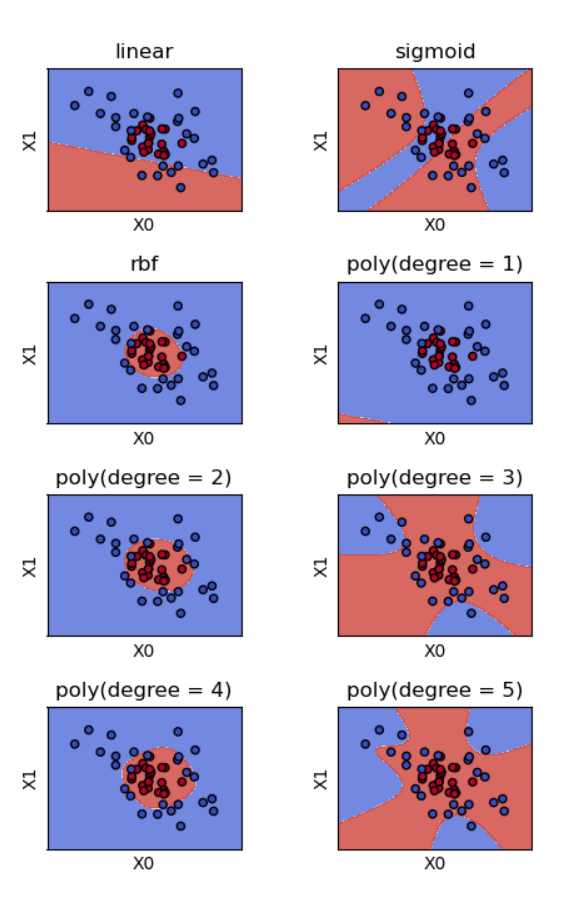 linear
sigmoid
X1
X0
X1
X0
rbf
poly(degree = 1)
X1
X0
X1
X0
poly(degree = 2)
poly(degree = 3)
X1
X0
X1
X0
poly(degree = 4)
poly(degree = 5)
X1
X0
X1
X0